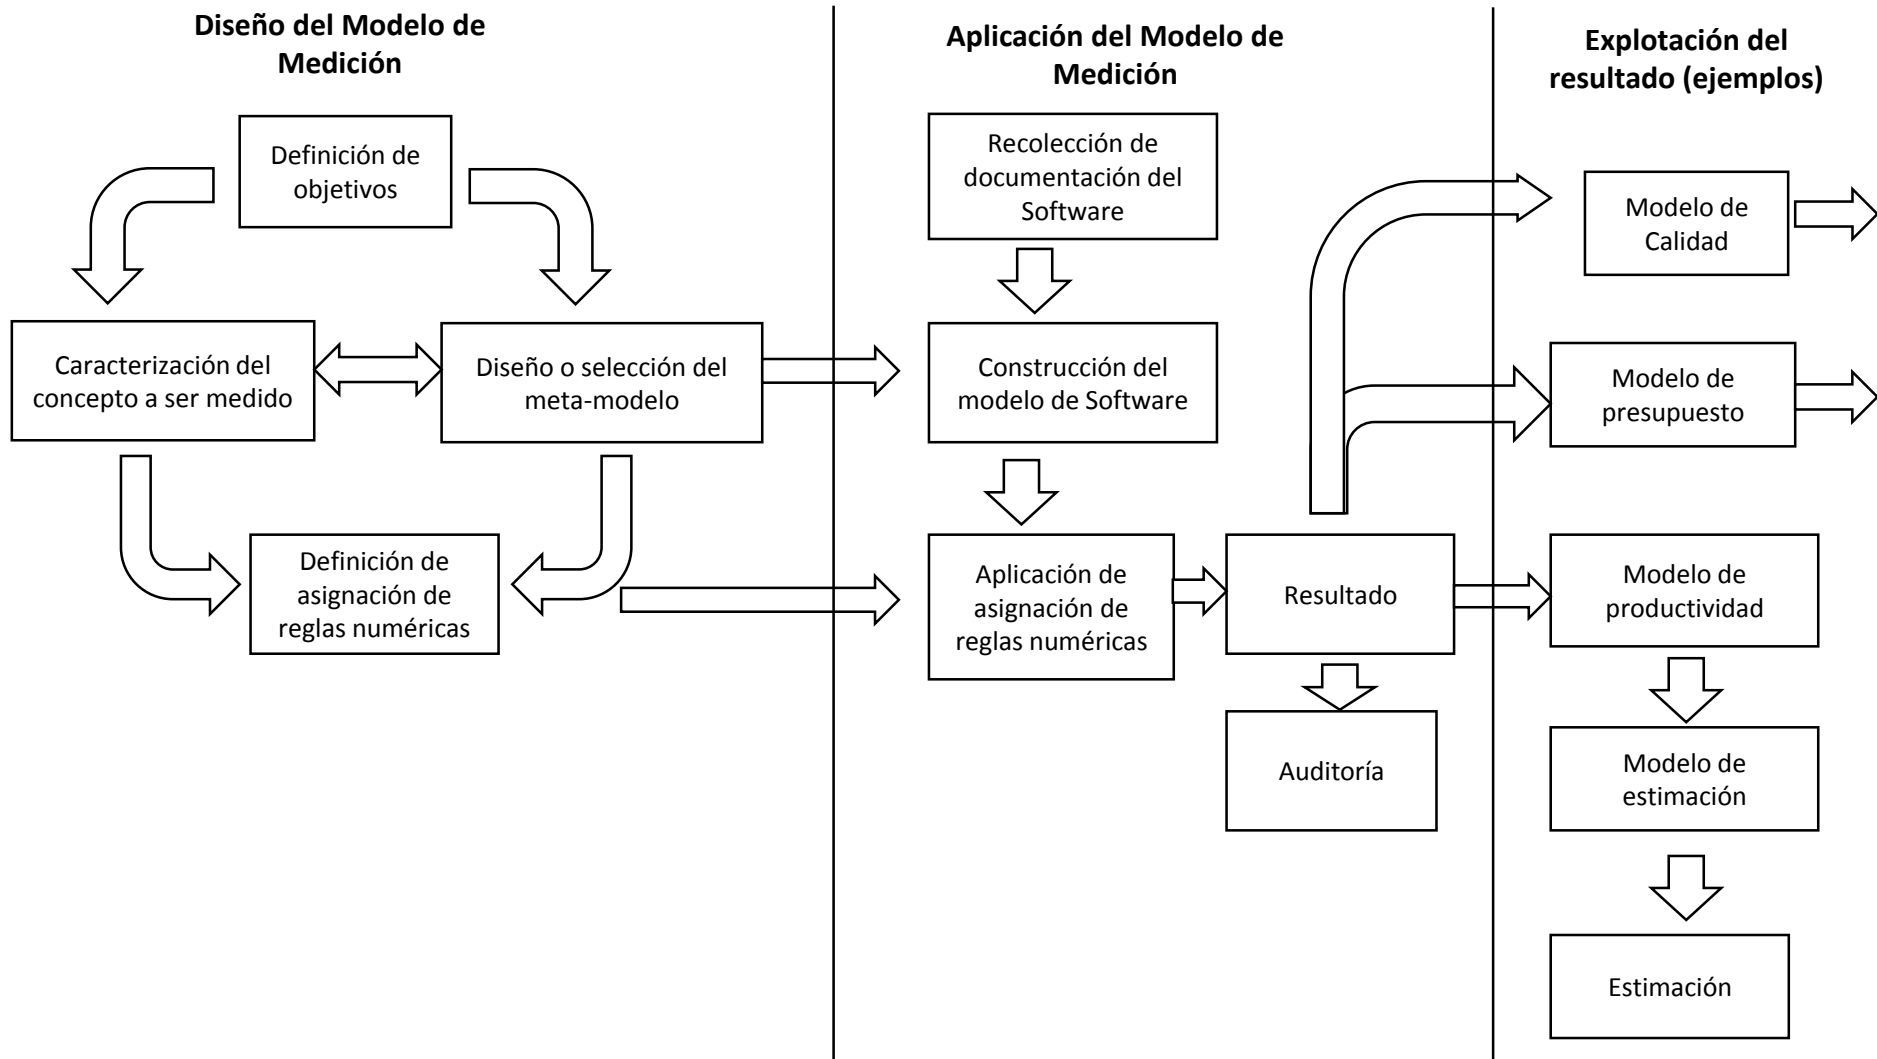 Diseño del Modelo de
Medición
Definición de
objetivos
Caracterización del
concepto a ser medido
Diseño o selección del
meta-modelo
Definición de
asignación de
reglas numéricas
Aplicación del Modelo de
Medición
Recolección de
documentación del
Software
Construcción del
modelo de Software
Aplicación de
asignación de
reglas numéricas
Resultado
Auditoría
Explotación del
resultado (ejemplos)
Modelo de
Calidad
Modelo de
presupuesto
Modelo de
productividad
Modelo de
estimación
Estimación